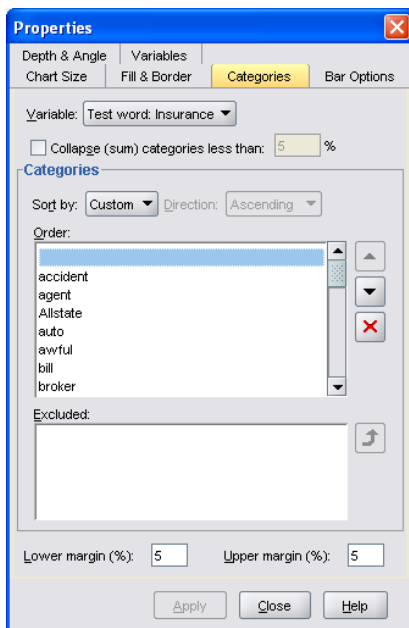 Properties
Depth & Angle Variables
Chart Size Fill & Border Categories Bar Options
Variable: Test word: Insurance
Collapse (sum) categories less than: 5 %
Categories
Sort by: Custom Direction: Ascending
Order:
accident
agent
Allstate
auto
awful
bill
broker
Excluded:
Lower margin (%): 5 Upper margin (%): 5
Apply Close Help